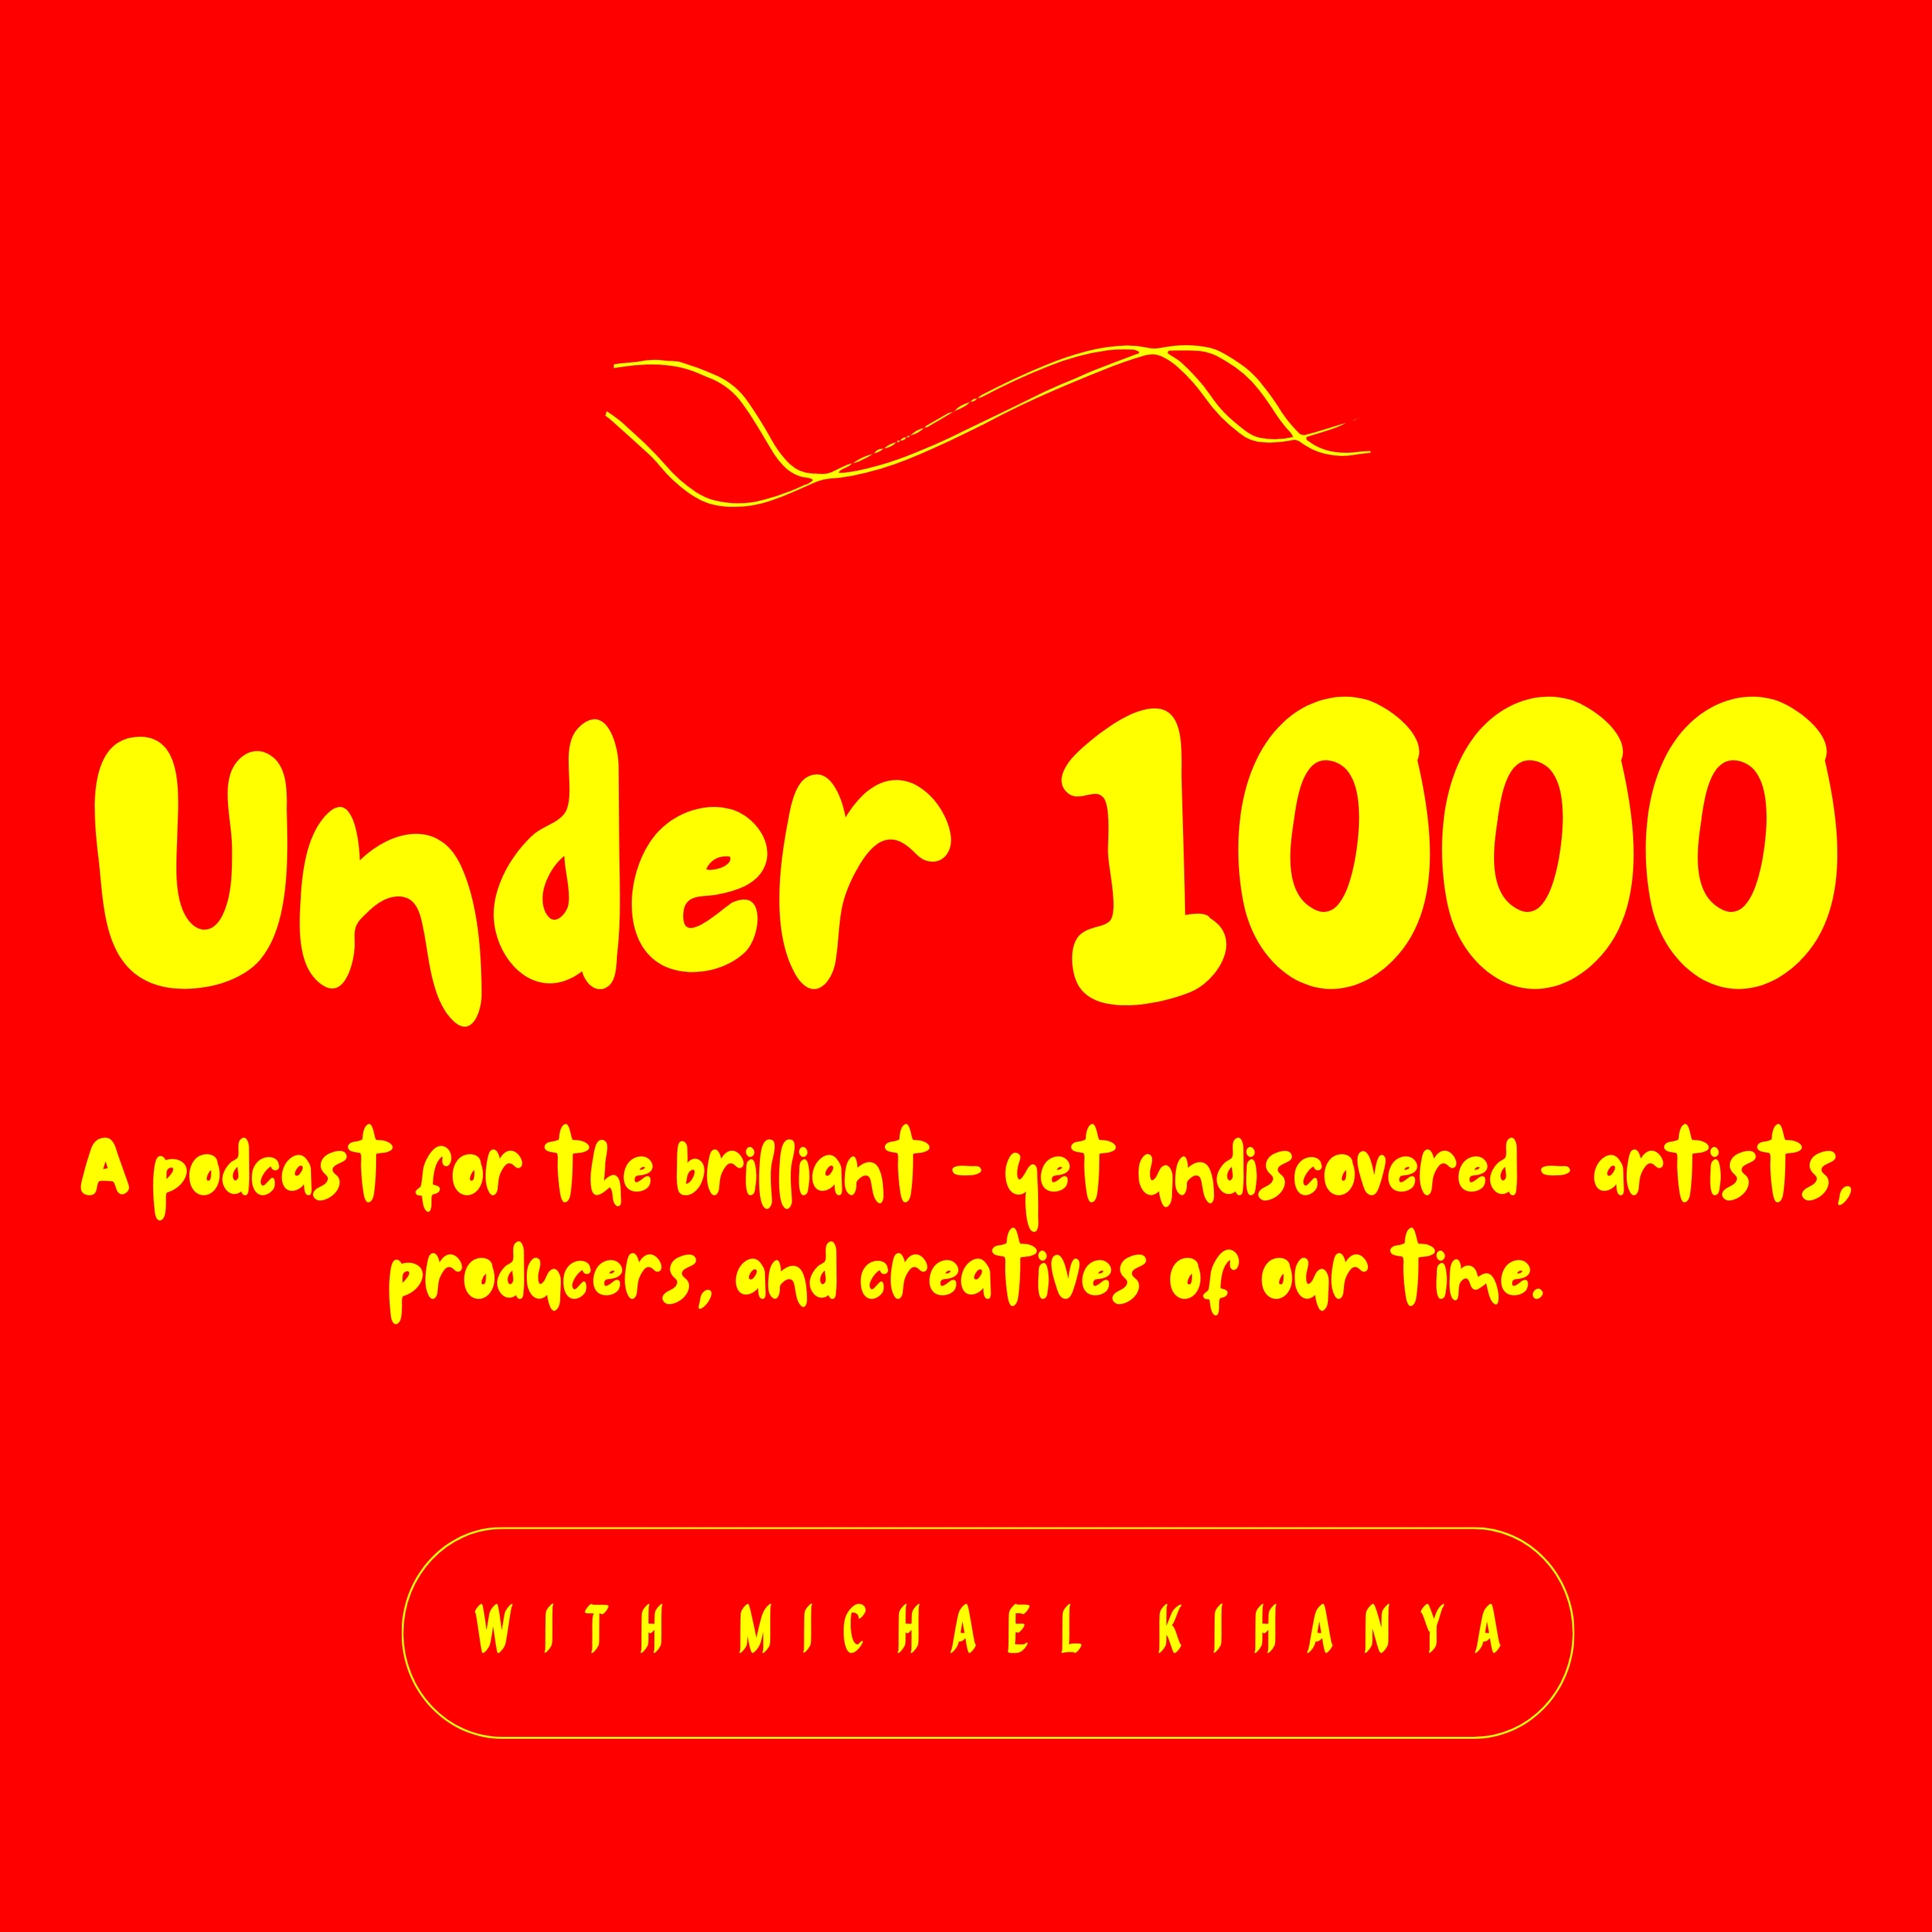 Under 1000
A podcast for the brilliant - yet undiscovered - artists,
producers, and creatives of our time.
WITH MICHAEL KIHANYA